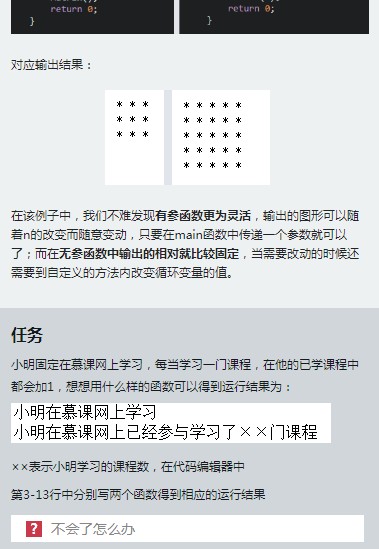 return 0;
}
return 0;
}
对应输出结果：
* * *
* * *
* * *
* * * * *
* * * * *
* * * * *
* * * * *
* * * * *
在该例子中，我们不难发现有参函数更为灵活，输出的图形可以随
着n的改变而随意变动，只要在main函数中传递一个参数就可以
了；而在无参函数中输出的相对就比较固定，当需要改动的时候还
需要到自定义的方法内改变循环变量的值。
任务
小明固定在慕课网上学习，每当学习一门课程，在他的已学课程中
都会加1，想想用什么样的函数可以得到运行结果为：
小明在慕课网上学习
小明在慕课网上已经参与学习了××门课程
××表示小明学习的课程数，在代码编辑器中
第3-13行中分别写两个函数得到相应的运行结果
? 不会了怎么办